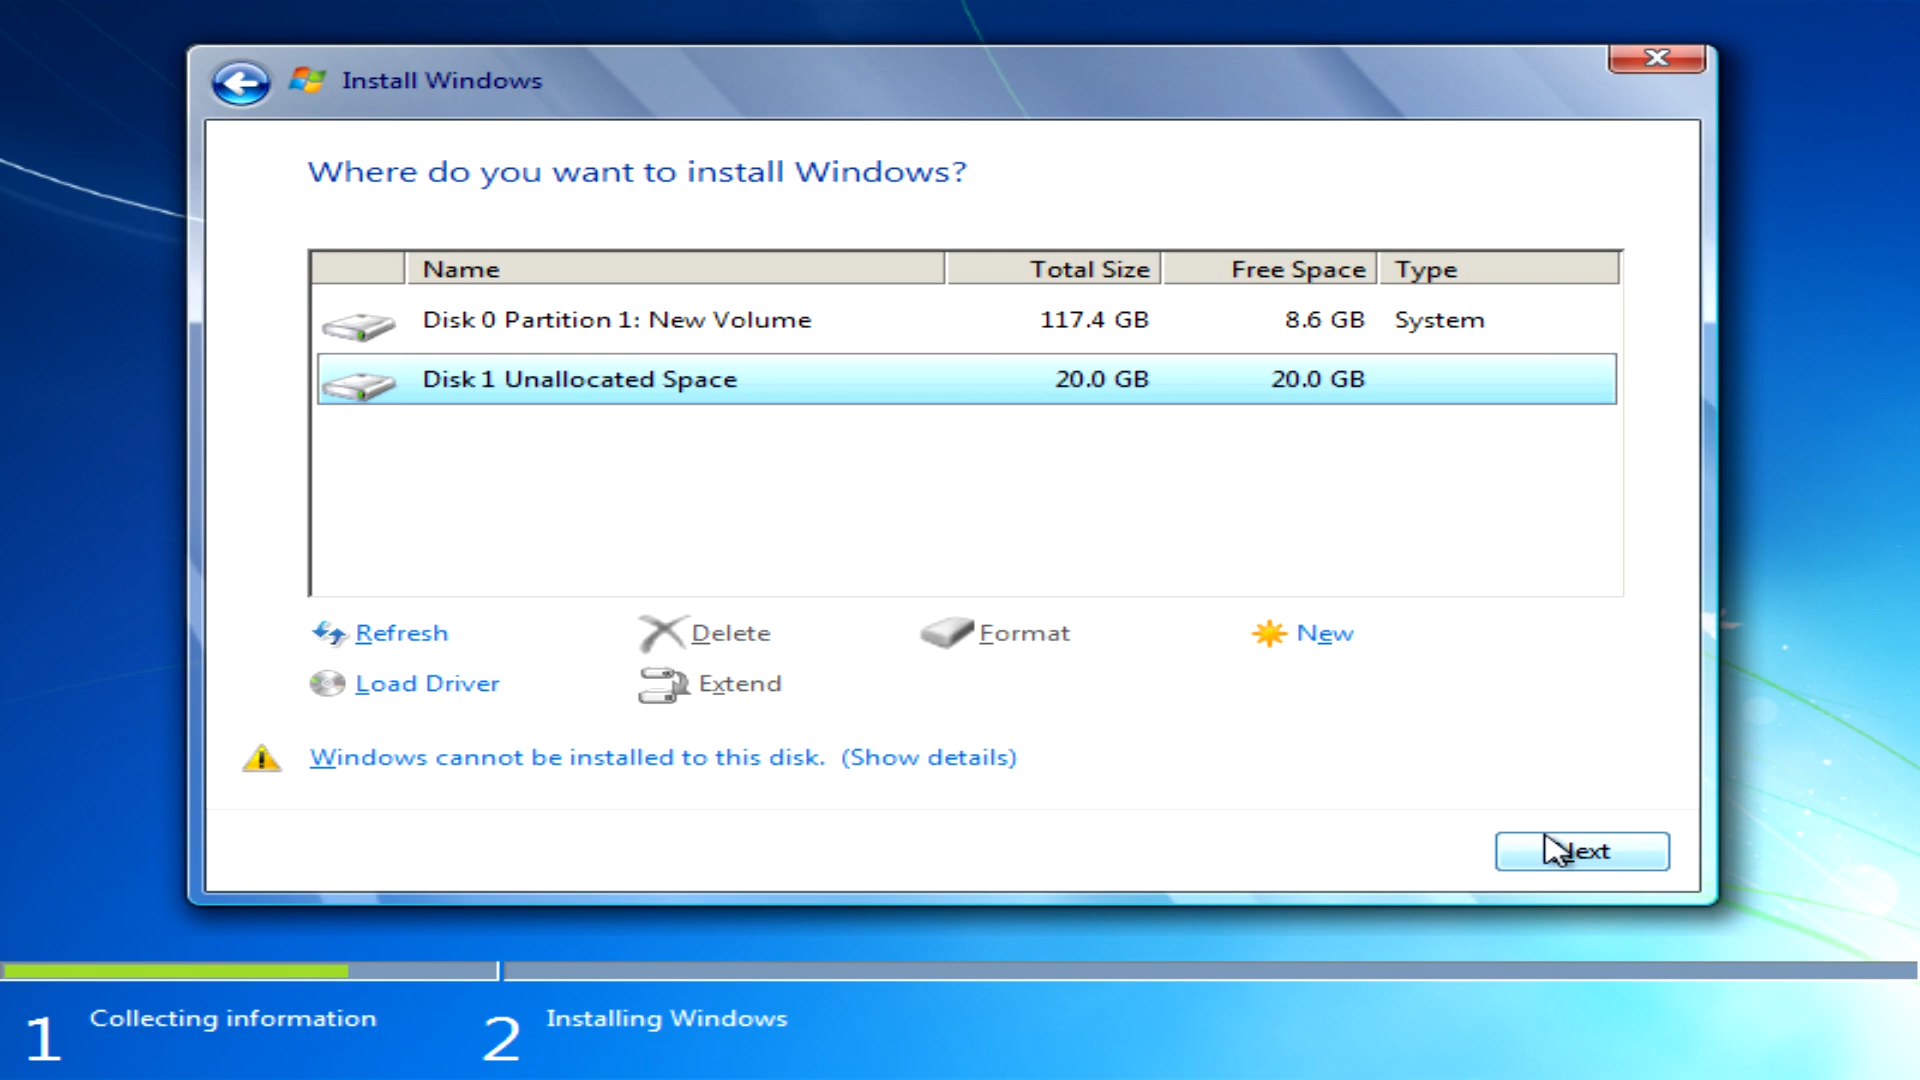 Install Windows
Where do you want to install Windows?
Name Total Size Free Space Type
Disk 0 Partition 1: New Volume 117.4 GB 8.6 GB System
Disk 1 Unallocated Space 20.0 GB 20.0 GB
Refresh Delete Format New
Load Driver Extend
Windows cannot be installed to this disk. (Show details)
Next
1 Collecting information 2 Installing Windows